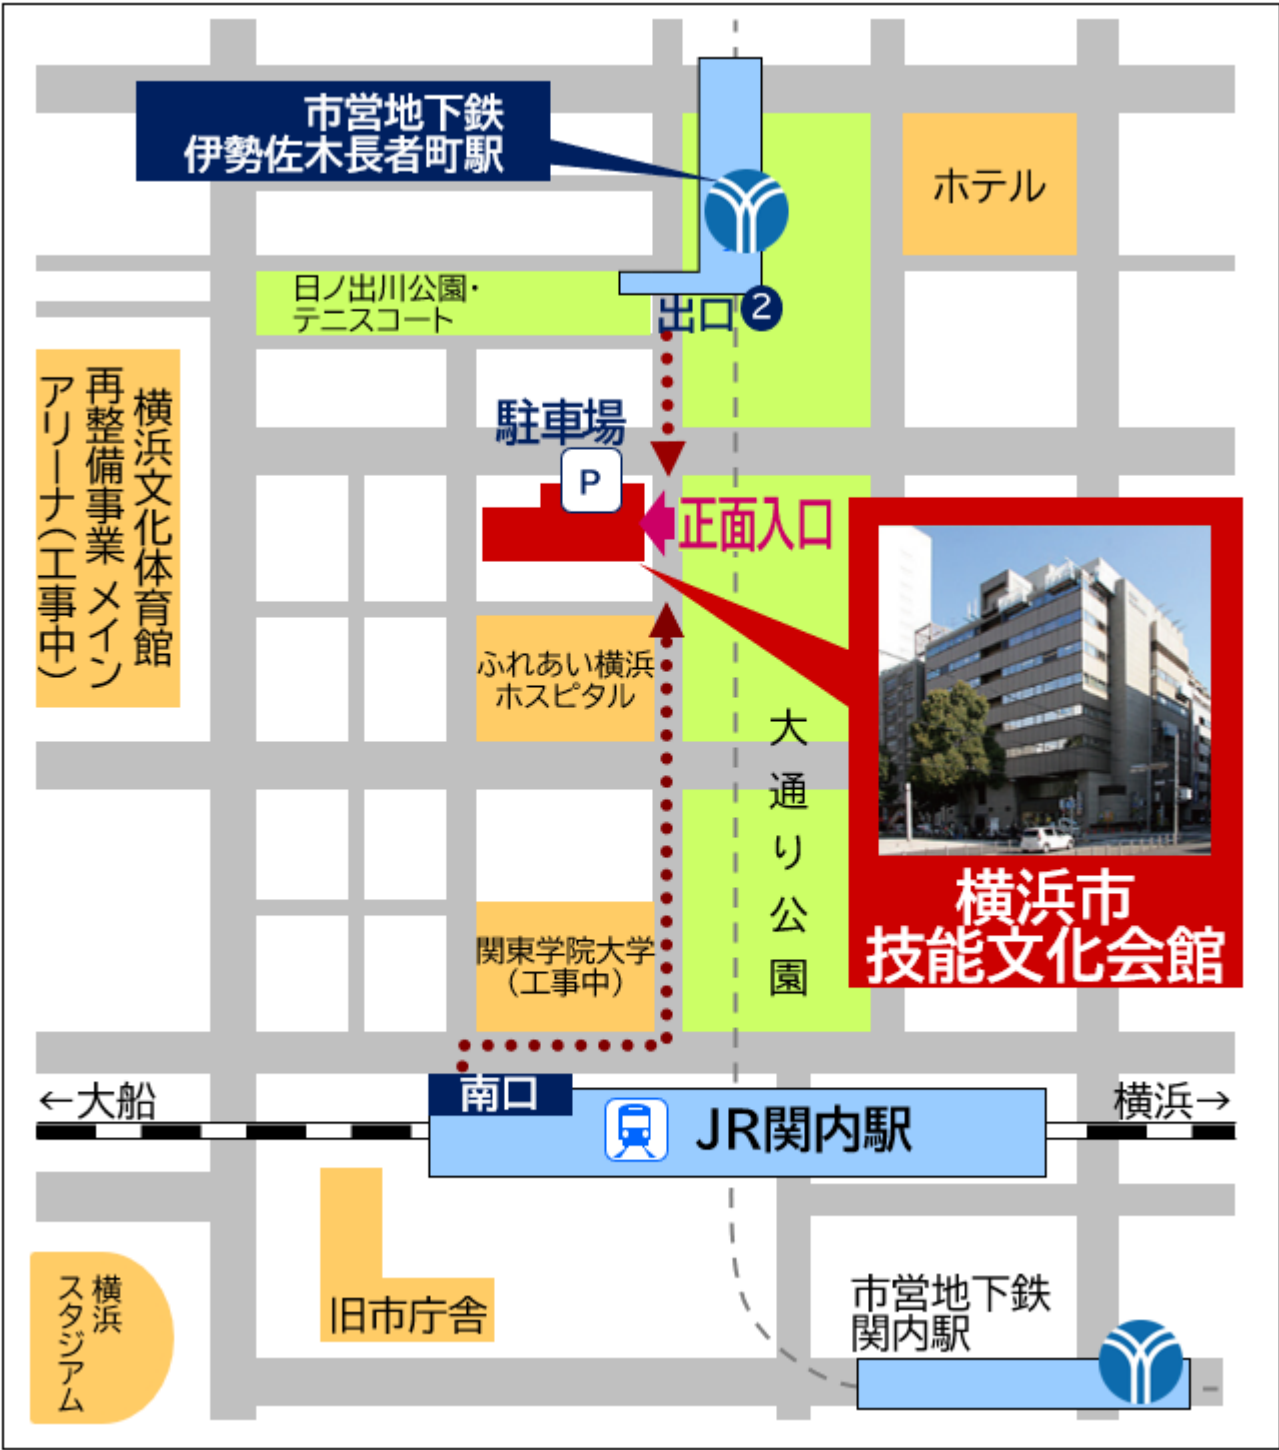 市営地下鉄
伊勢佐木長者町駅
ホテル
日ノ出川公園・
テニスコート
出口 2
横浜文化体育館
再整備事業 メイン
アリーナ(工事中)
駐車場
P
正面入口
ふれあい横浜
ホスピタル
大通り公園
横浜市
技能文化会館
関東学院大学
(工事中)
南口
←大船
JR関内駅
横浜→
旧市庁舎
横浜
スタジアム
市営地下鉄
関内駅